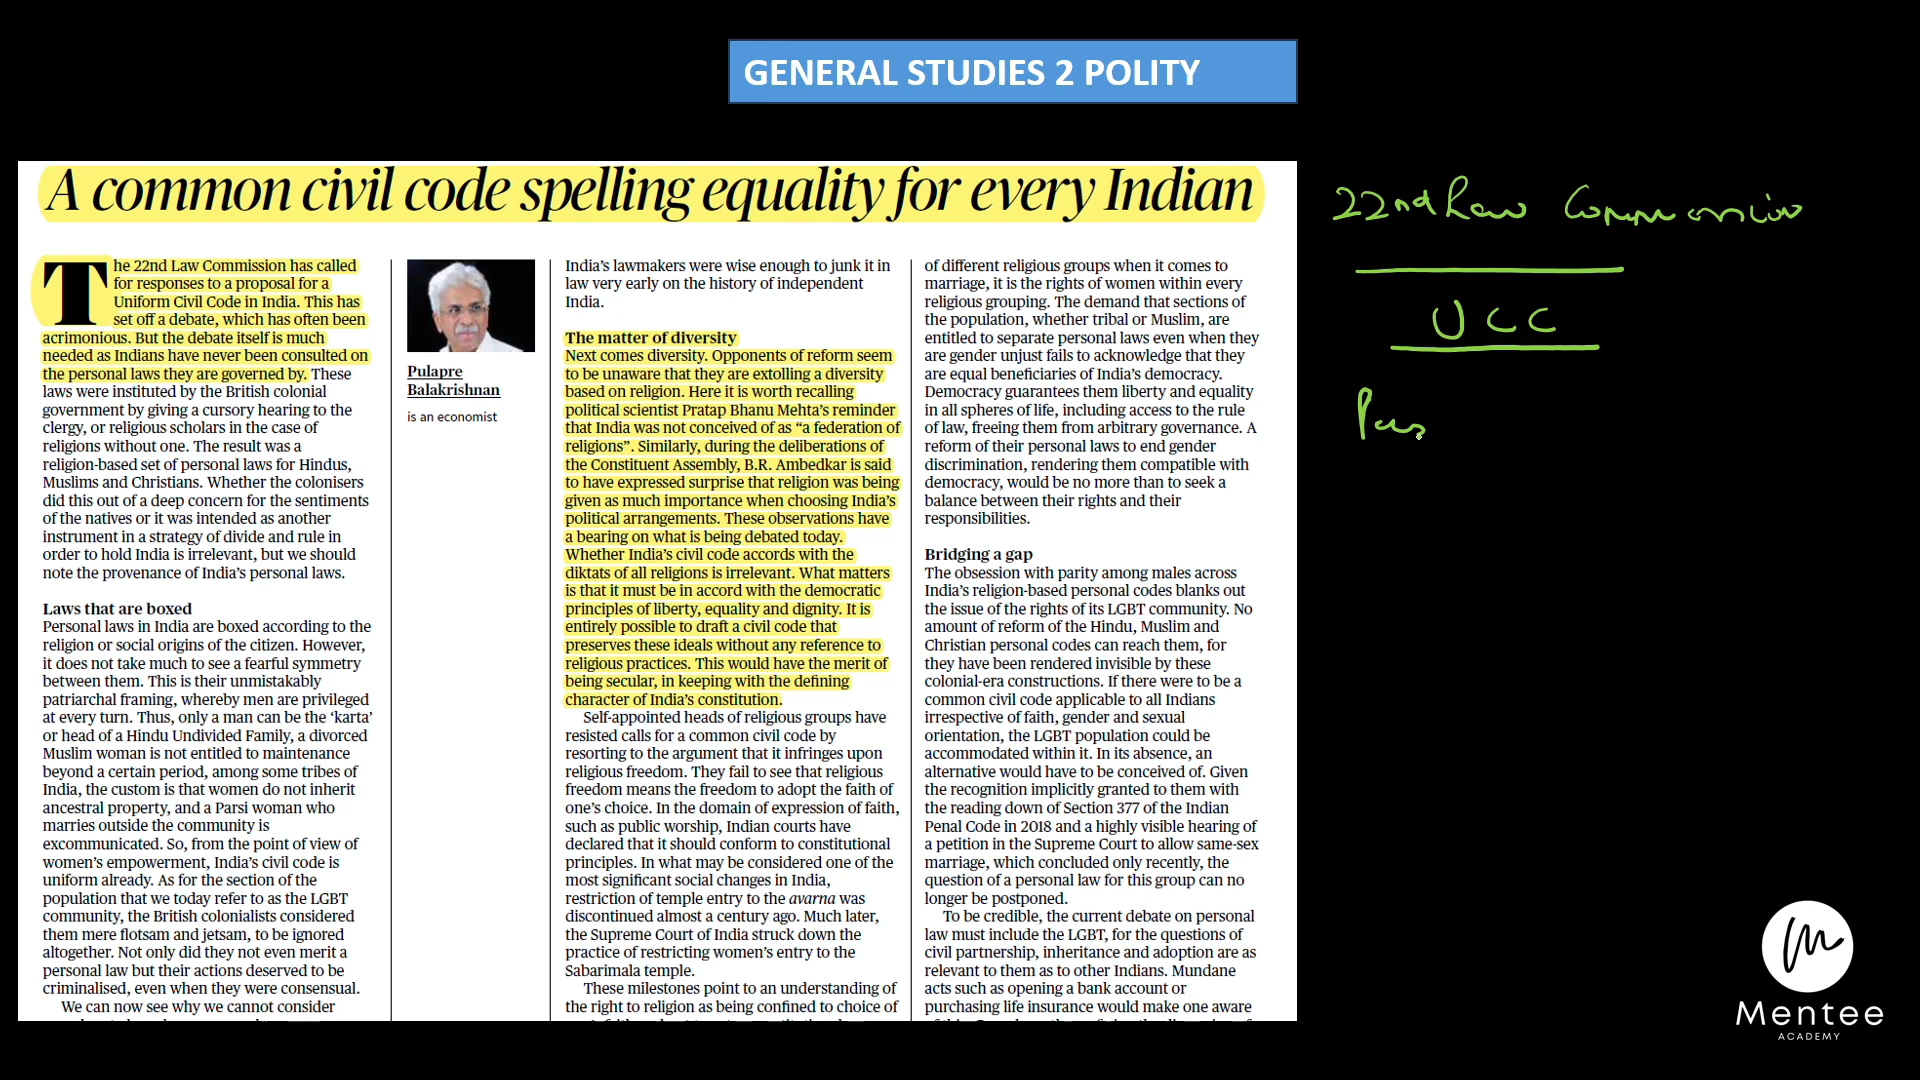 GENERAL STUDIES 2 POLITY
A common civil code spelling equality for every Indian
The 22nd Law Commission has called
for responses to a proposal for a
Uniform Civil Code in India. This has
set off a debate, which has often been
acrimonious. But the debate itself is much
needed as Indians have never been consulted on
the personal laws they are governed by. These
laws were instituted by the British colonial
government by giving a cursory hearing to the
clergy, or religious scholars in the case of
religions without one. The result was a
religion-based set of personal laws for Hindus,
Muslims and Christians. Whether the colonisers
did this out of a deep concern for the sentiments
of the natives or it was intended as another
instrument in a strategy of divide and rule in
order to hold India is irrelevant, but we should
note the provenance of India's personal laws.
Laws that are boxed
Personal laws in India are boxed according to the
religion or social origins of the citizen. However,
it does not take much to see a fearful symmetry
between them. This is their unmistakably
patriarchal framing, whereby men are privileged
at every turn. Thus, only a man can be the 'karta'
or head of a Hindu Undivided Family, a divorced
Muslim woman is not entitled to maintenance
beyond a certain period, among some tribes of
India, the custom is that women do not inherit
ancestral property, and a Parsi woman who
marries outside the community is
excommunicated. So, from the point of view of
women's empowerment, India's civil code is
uniform already. As for the section of the
population that we today refer to as the LGBT
community, the British colonialists considered
them mere flotsam and jetsam, to be ignored
altogether. Not only did they not even merit a
personal law but their actions deserved to be
criminalised, even when they were consensual.
We can now see why we cannot consider
Pulapre
Balakrishnan
is an economist
India's lawmakers were wise enough to junk it in
law very early on the history of independent
India.
The matter of diversity
Next comes diversity. Opponents of reform seem
to be unaware that they are extolling a diversity
based on religion. Here it is worth recalling
political scientist Pratap Bhanu Mehta's reminder
that India was not conceived of as "a federation of
religions". Similarly, during the deliberations of
the Constituent Assembly, B.R. Ambedkar is said
to have expressed surprise that religion was being
given as much importance when choosing India's
political arrangements. These observations have
a bearing on what is being debated today.
Whether India's civil code accords with the
diktats of all religions is irrelevant. What matters
is that it must be in accord with the democratic
principles of liberty, equality and dignity. It is
entirely possible to draft a civil code that
preserves these ideals without any reference to
religious practices. This would have the merit of
being secular, in keeping with the defining
character of India's constitution.
Self-appointed heads of religious groups have
resisted calls for a common civil code by
resorting to the argument that it infringes upon
religious freedom. They fail to see that religious
freedom means the freedom to adopt the faith of
one's choice. In the domain of expression of faith,
such as public worship, Indian courts have
declared that it should conform to constitutional
principles. In what may be considered one of the
most significant social changes in India,
restriction of temple entry to the avarna was
discontinued almost a century ago. Much later,
the Supreme Court of India struck down the
practice of restricting women's entry to the
Sabarimala temple.
These milestones point to an understanding of
the right to religion as being confined to choice of
of different religious groups when it comes to
marriage, it is the rights of women within every
religious grouping. The demand that sections of
the population, whether tribal or Muslim, are
entitled to separate personal laws even when they
are gender unjust fails to acknowledge that they
are equal beneficiaries of India's democracy.
Democracy guarantees them liberty and equality
in all spheres of life, including access to the rule
of law, freeing them from arbitrary governance. A
reform of their personal laws to end gender
discrimination, rendering them compatible with
democracy, would be no more than to seek a
balance between their rights and their
responsibilities.
Bridging a gap
The obsession with parity among males across
India's religion-based personal codes blanks out
the issue of the rights of its LGBT community. No
amount of reform of the Hindu, Muslim and
Christian personal codes can reach them, for
they have been rendered invisible by these
colonial-era constructions. If there were to be a
common civil code applicable to all Indians
irrespective of faith, gender and sexual
orientation, the LGBT population could be
accommodated within it. In its absence, an
alternative would have to be conceived of. Given
the recognition implicitly granted to them with
the reading down of Section 377 of the Indian
Penal Code in 2018 and a highly visible hearing of
a petition in the Supreme Court to allow same-sex
marriage, which concluded only recently, the
question of a personal law for this group can no
longer be postponed.
To be credible, the current debate on personal
law must include the LGBT, for the questions of
civil partnership, inheritance and adoption are as
relevant to them as to other Indians. Mundane
acts such as opening a bank account or
purchasing life insurance would make one aware
22nd Law Commission
UCC
Pers
Mentee
ACADEMY